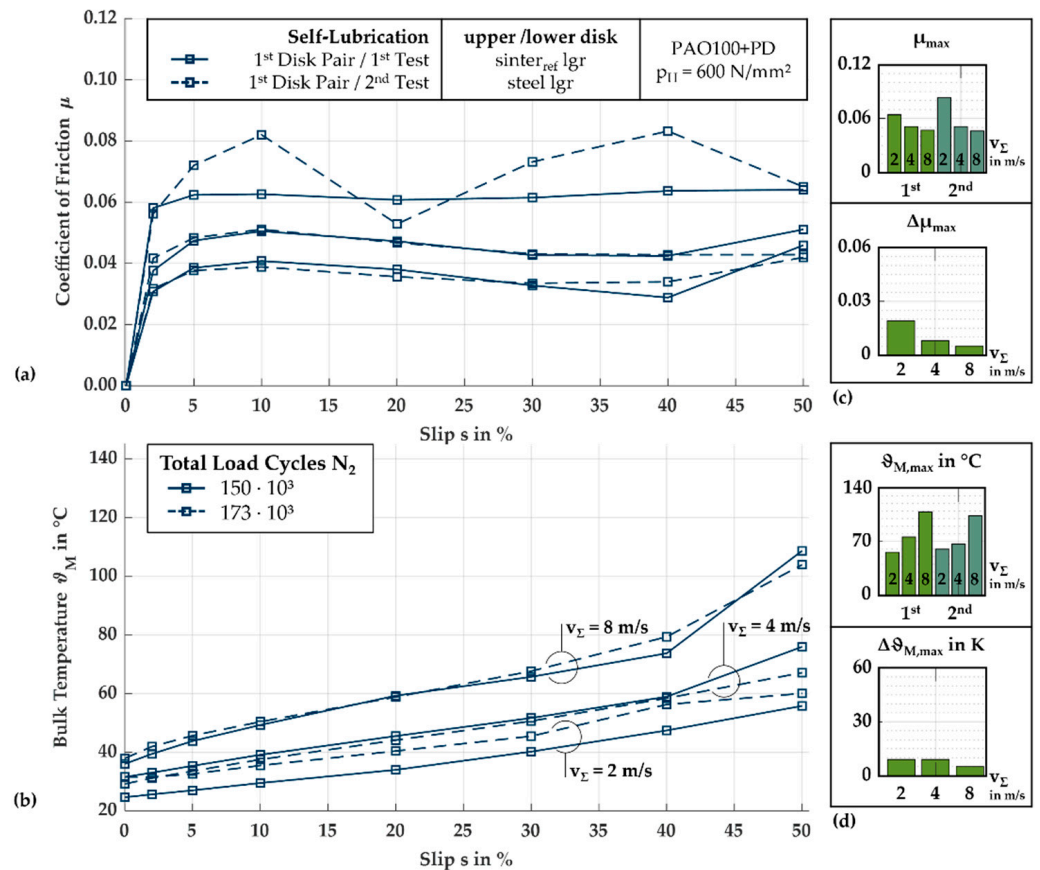 0.12
0.10
0.08
0.06
0.04
0.02
0.00
Coefficient of Friction μ
Self-Lubrication
1st Disk Pair / 1st Test
1st Disk Pair / 2nd Test
upper /lower disk
sinterref lgr
steel lgr
PAO100+PD
pH = 600 N/mm²
(a)
0 5 10 15 20 25 30 35 40 45 50
Slip s in %
μmax
0.12
0.06
0
2 4 8 2 4 8
1st 2nd
vΣ
in m/s
Δμmax
0.06
0.03
0
2 4 8
vΣ
in m/s
(c)
140
120
100
80
60
40
20
Bulk Temperature ϑM in °C
Total Load Cycles N2
150 · 10³
173 · 10³
vΣ = 8 m/s
vΣ = 4 m/s
vΣ = 2 m/s
(b)
0 5 10 15 20 25 30 35 40 45 50
Slip s in %
ϑM,max in °C
140
70
0
2 4 8 2 4 8
1st 2nd
vΣ
in m/s
ΔϑM,max in K
60
30
0
2 4 8
vΣ
in m/s
(d)